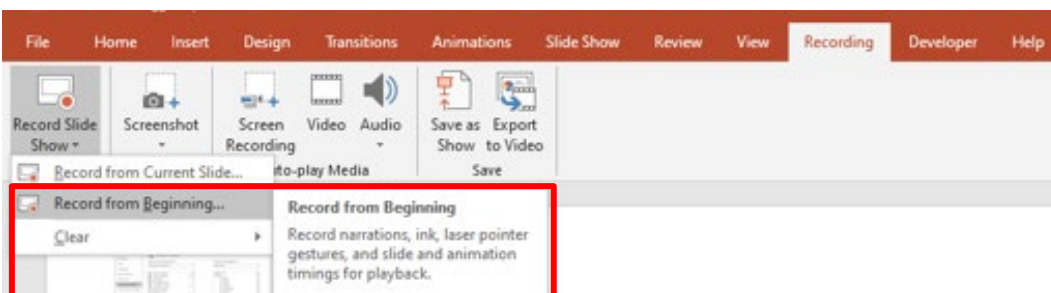 File Home Insert Design Transitions Animations Slide Show Review View Recording Developer Help
Record Slide Show
Screenshot
Screen Recording
Video
Audio
Save as Show
Export to Video
to-play Media
Save
Record from Current Slide...
Record from Beginning...
Clear
Record from Beginning
Record narrations, ink, laser pointer
gestures, and slide and animation
timings for playback.